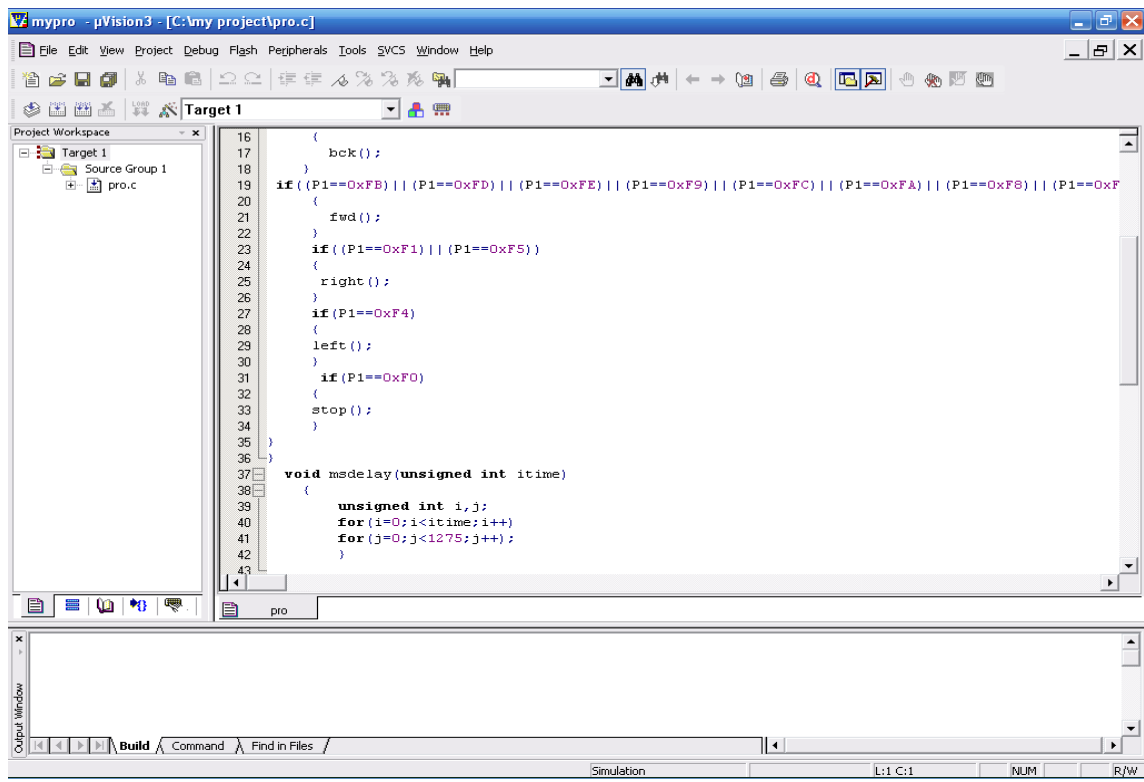 mypro - µVision3 - [C:\my project\pro.c]
File Edit View Project Debug Flash Peripherals Tools SVCS Window Help
LOAD Target 1
Project Workspace
Target 1
Source Group 1
pro.c
16 {
17 bck();
18 }
19 if((P1==0xFB)||(P1==0xFD)||(P1==0xFE)||(P1==0xF9)||(P1==0xFC)||(P1==0xFA)||(P1==0xF8)||(P1==0xF
20 {
21 fwd();
22 }
23 if((P1==0xF1)||(P1==0xF5))
24 {
25 right();
26 }
27 if(P1==0xF4)
28 {
29 left();
30 }
31 if(P1==0xF0)
32 {
33 stop();
34 }
35 }
36 }
37 void msdelay(unsigned int itime)
38 {
39 unsigned int i,j;
40 for(i=0;i<itime;i++)
41 for(j=0;j<1275;j++);
42 }
43
pro
Output Window
Build Command Find in Files
Simulation L:1 C:1 NUM R/W